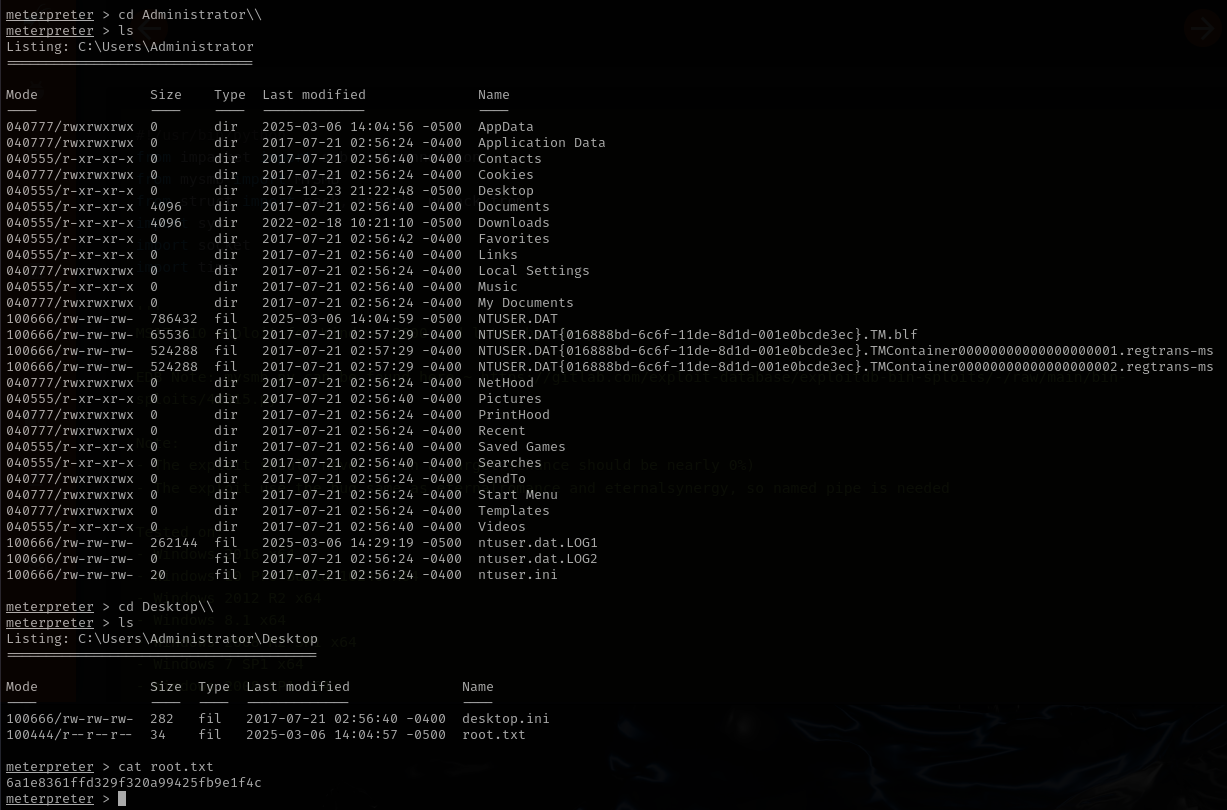 meterpreter > cd Administrator\\
meterpreter > ls
Listing: C:\Users\Administrator
Mode Size Type Last modified Name
040777/rwxrwxrwx 0 dir 2025-03-06 14:04:56 -0500 AppData
040777/rwxrwxrwx 0 dir 2017-07-21 02:56:24 -0400 Application Data
040555/r-xr-xr-x 0 dir 2017-07-21 02:56:40 -0400 Contacts
040777/rwxrwxrwx 0 dir 2017-07-21 02:56:24 -0400 Cookies
040555/r-xr-xr-x 0 dir 2017-12-23 21:22:48 -0500 Desktop
040555/r-xr-xr-x 4096 dir 2017-07-21 02:56:40 -0400 Documents
040555/r-xr-xr-x 4096 dir 2022-02-18 10:21:10 -0500 Downloads
040555/r-xr-xr-x 0 dir 2017-07-21 02:56:42 -0400 Favorites
040555/r-xr-xr-x 0 dir 2017-07-21 02:56:40 -0400 Links
040777/rwxrwxrwx 0 dir 2017-07-21 02:56:24 -0400 Local Settings
040555/r-xr-xr-x 0 dir 2017-07-21 02:56:40 -0400 Music
040777/rwxrwxrwx 0 dir 2017-07-21 02:56:24 -0400 My Documents
100666/rw-rw-rw- 786432 fil 2025-03-06 14:04:59 -0500 NTUSER.DAT
100666/rw-rw-rw- 65536 fil 2017-07-21 02:57:29 -0400 NTUSER.DAT{016888bd-6c6f-11de-8d1d-001e0bcde3ec}.TM.blf
100666/rw-rw-rw- 524288 fil 2017-07-21 02:57:29 -0400 NTUSER.DAT{016888bd-6c6f-11de-8d1d-001e0bcde3ec}.TMContainer00000000000000000001.regtrans-ms
100666/rw-rw-rw- 524288 fil 2017-07-21 02:57:29 -0400 NTUSER.DAT{016888bd-6c6f-11de-8d1d-001e0bcde3ec}.TMContainer00000000000000000002.regtrans-ms
040777/rwxrwxrwx 0 dir 2017-07-21 02:56:24 -0400 NetHood
040555/r-xr-xr-x 0 dir 2017-07-21 02:56:40 -0400 Pictures
040777/rwxrwxrwx 0 dir 2017-07-21 02:56:24 -0400 PrintHood
040777/rwxrwxrwx 0 dir 2017-07-21 02:56:24 -0400 Recent
040555/r-xr-xr-x 0 dir 2017-07-21 02:56:40 -0400 Saved Games
040555/r-xr-xr-x 0 dir 2017-07-21 02:56:40 -0400 Searches
040777/rwxrwxrwx 0 dir 2017-07-21 02:56:24 -0400 SendTo
040777/rwxrwxrwx 0 dir 2017-07-21 02:56:24 -0400 Start Menu
040777/rwxrwxrwx 0 dir 2017-07-21 02:56:24 -0400 Templates
040555/r-xr-xr-x 0 dir 2017-07-21 02:56:40 -0400 Videos
100666/rw-rw-rw- 262144 fil 2025-03-06 14:29:19 -0500 ntuser.dat.LOG1
100666/rw-rw-rw- 0 fil 2017-07-21 02:56:24 -0400 ntuser.dat.LOG2
100666/rw-rw-rw- 20 fil 2017-07-21 02:56:24 -0400 ntuser.ini
meterpreter > cd Desktop\\
meterpreter > ls
Listing: C:\Users\Administrator\Desktop
Mode Size Type Last modified Name
100666/rw-rw-rw- 282 fil 2017-07-21 02:56:40 -0400 desktop.ini
100444/r--r--r-- 34 fil 2025-03-06 14:04:57 -0500 root.txt
meterpreter > cat root.txt
6a1e8361ffd329f320a99425fb9e1f4c
meterpreter >